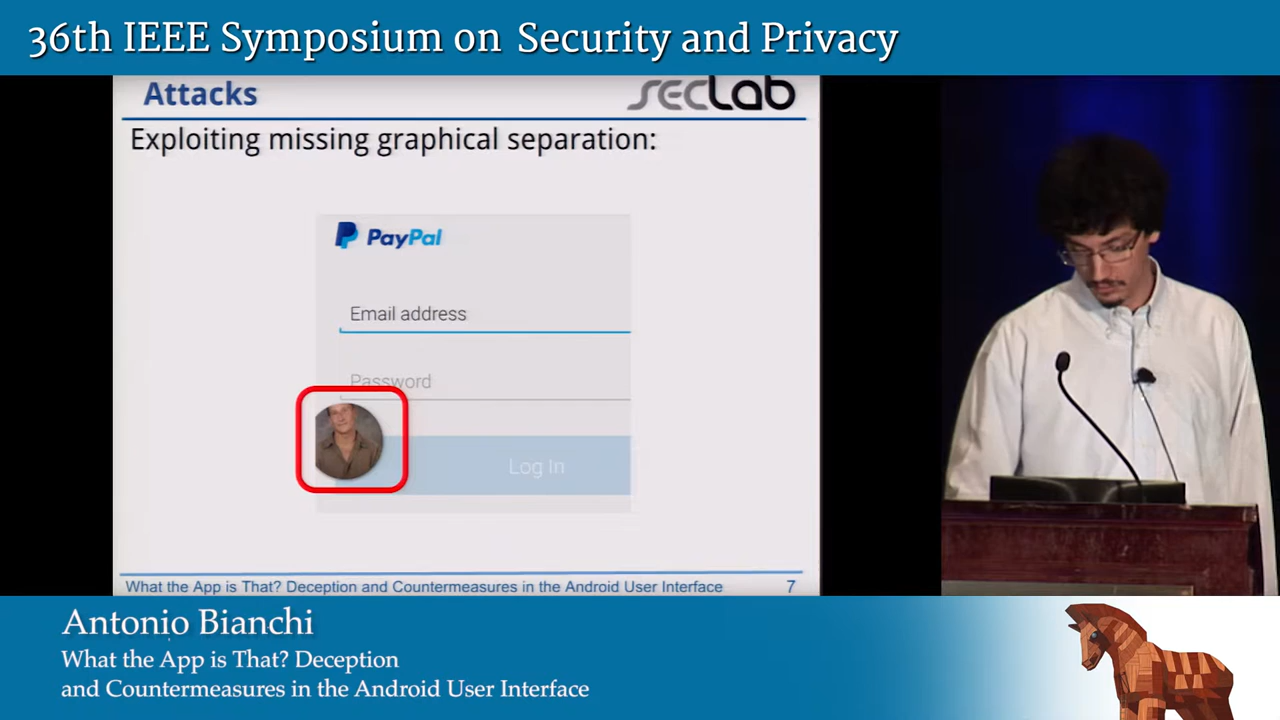 36th IEEE Symposium on Security and Privacy
Attacks
secLab
Exploiting missing graphical separation:
PayPal
Email address
Password
Log In
What the App is That? Deception and Countermeasures in the Android User Interface 7
Antonio Bianchi
What the App is That? Deception
and Countermeasures in the Android User Interface